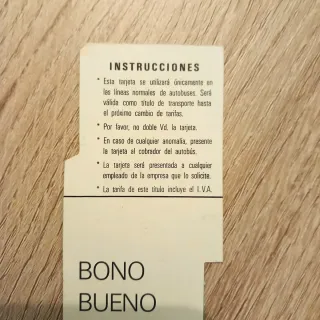 INSTRUCCIONES
* Esta tarjeta se utilizará únicamente en
las líneas normales de autobuses. Será
válida como título de transporte hasta
el próximo cambio de tarifas.
* Por favor, no doble Vd. la tarjeta.
* En caso de cualquier anomalía, presente
la tarjeta al cobrador del autobús.
* La tarjeta será presentada a cualquier
empleado de la empresa que lo solicite.
* La tarifa de este título incluye el I.V.A.
BONO
BUENO